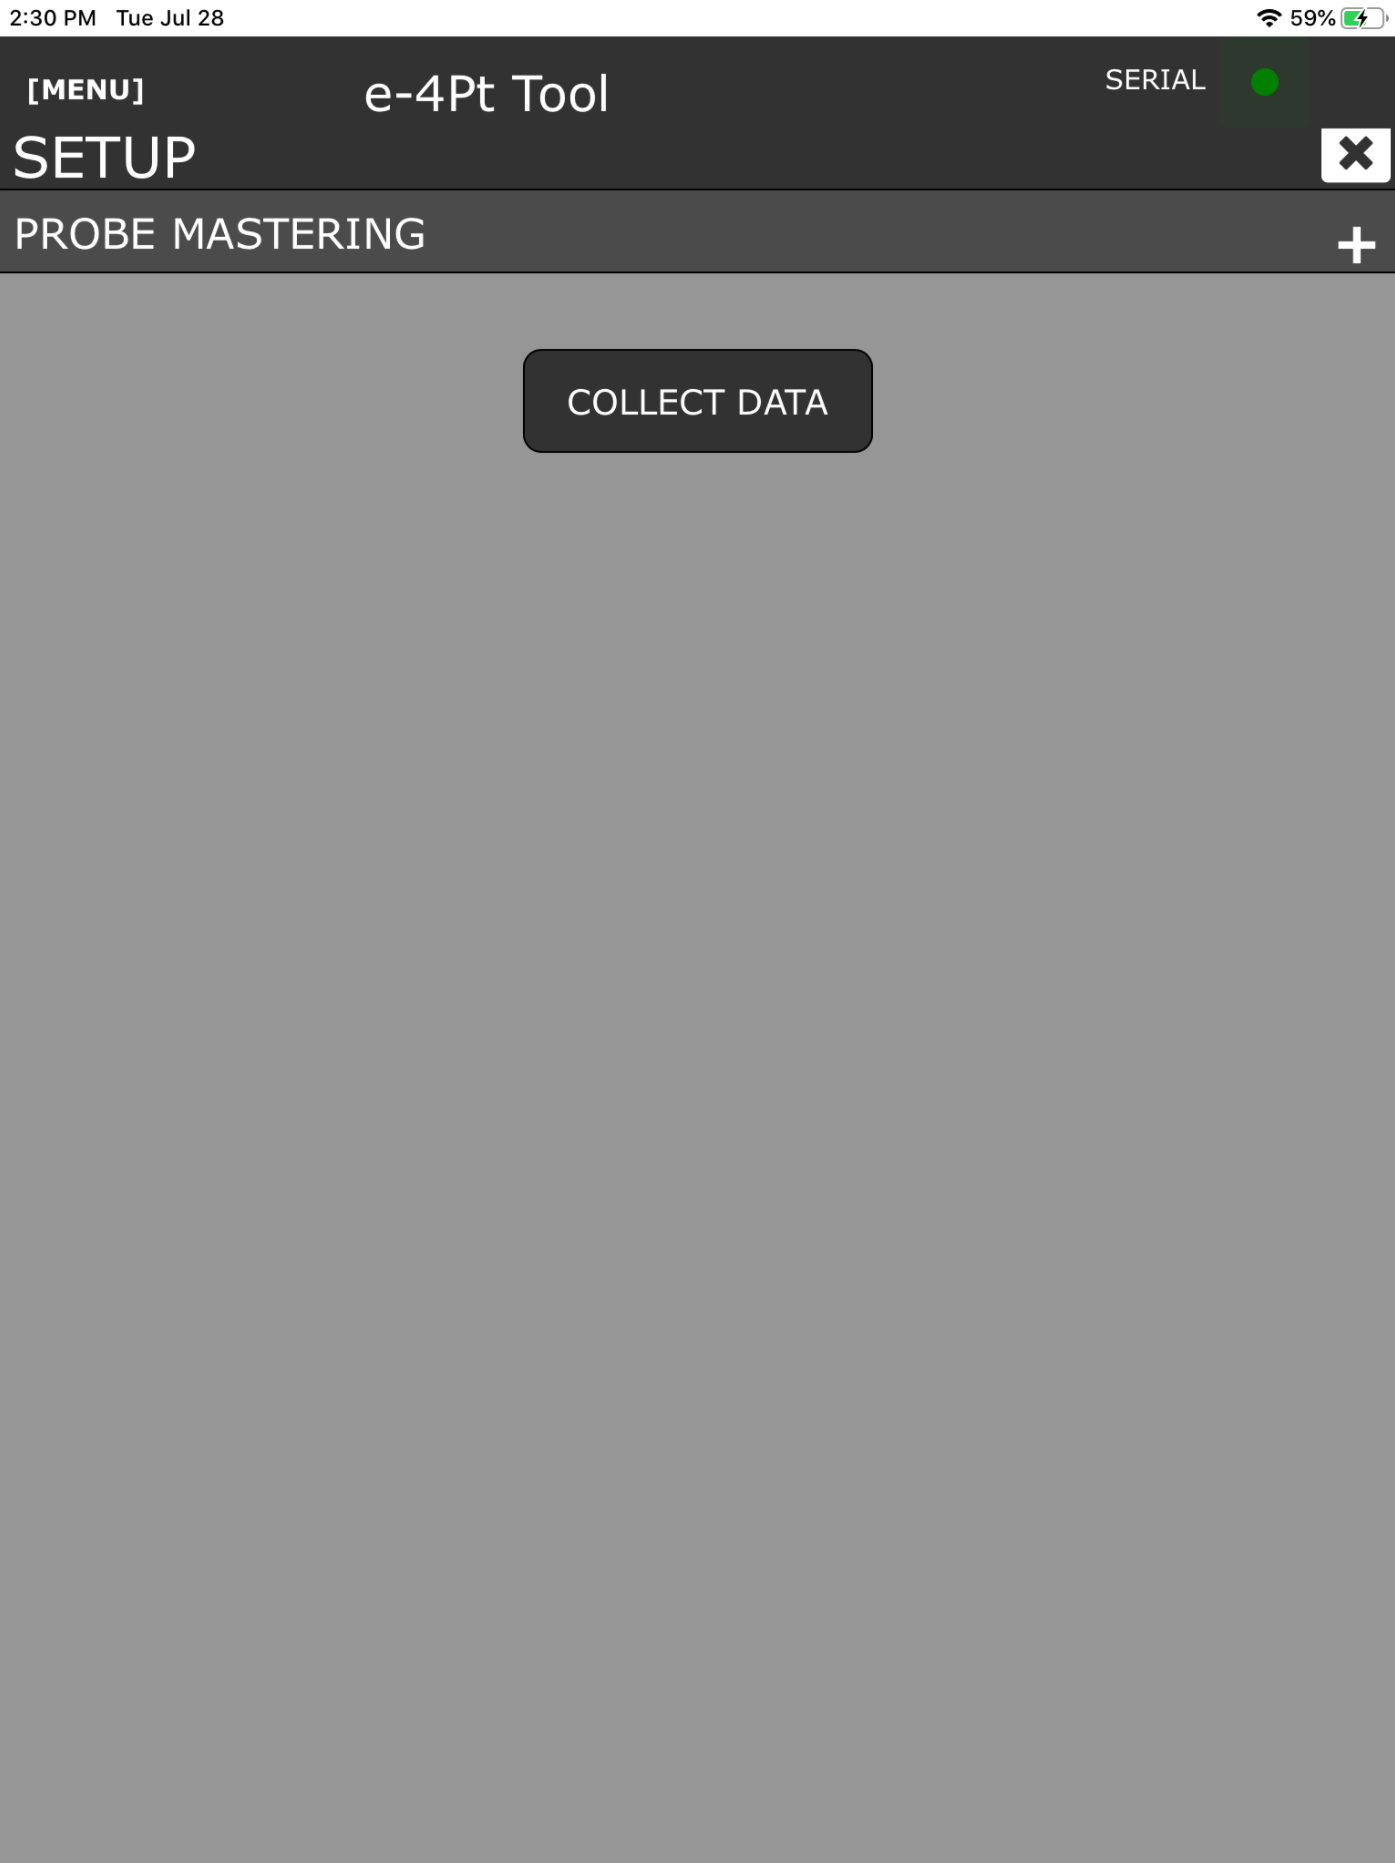 2:30 PM Tue Jul 28 59%
[MENU] e-4Pt Tool SERIAL
SETUP
PROBE MASTERING
COLLECT DATA